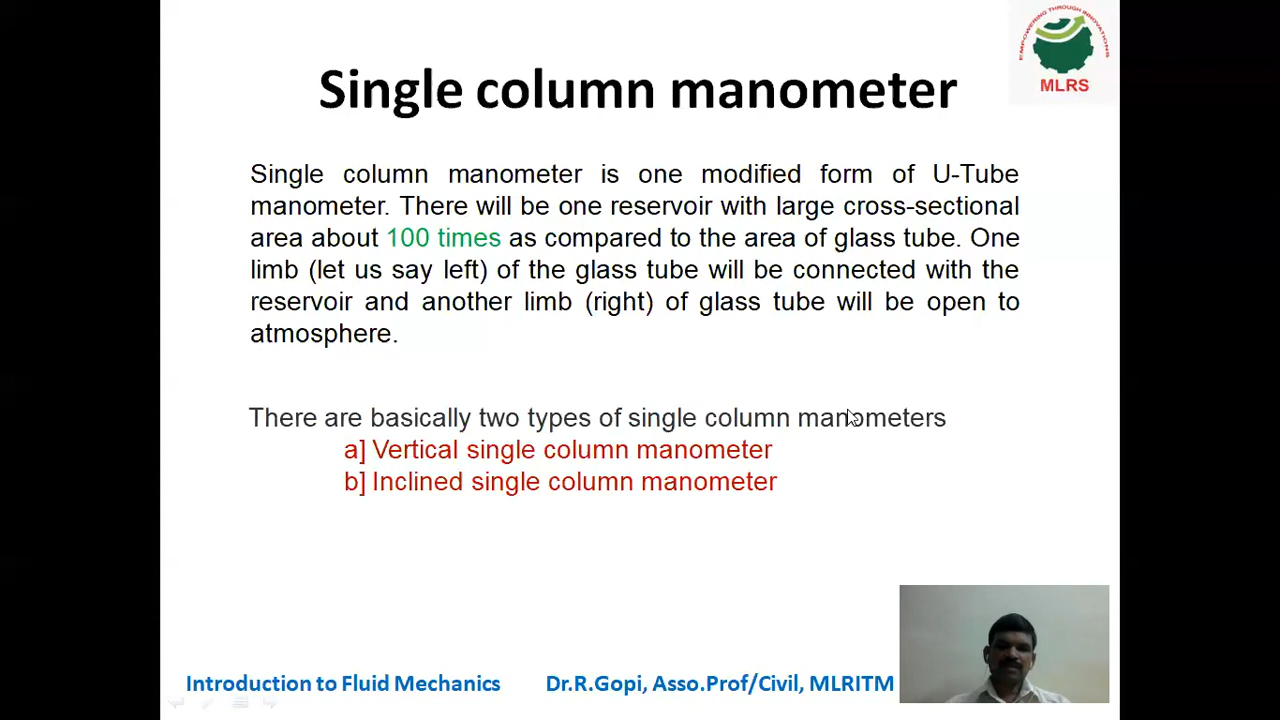 EMPOWERING THROUGH INNOVATIONS
MLRS
Single column manometer
Single column manometer is one modified form of U-Tube
manometer. There will be one reservoir with large cross-sectional
area about 100 times as compared to the area of glass tube. One
limb (let us say left) of the glass tube will be connected with the
reservoir and another limb (right) of glass tube will be open to
atmosphere.
There are basically two types of single column manometers
a] Vertical single column manometer
b] Inclined single column manometer
Introduction to Fluid Mechanics Dr.R.Gopi, Asso.Prof/Civil, MLRITM